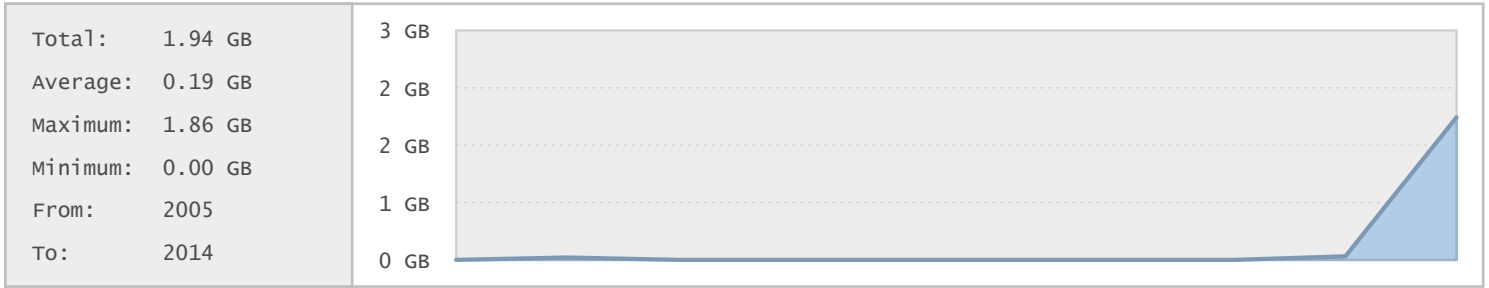 Total: 1.94 GB
Average: 0.19 GB
Maximum: 1.86 GB
Minimum: 0.00 GB
From: 2005
To: 2014
3 GB
2 GB
2 GB
1 GB
0 GB